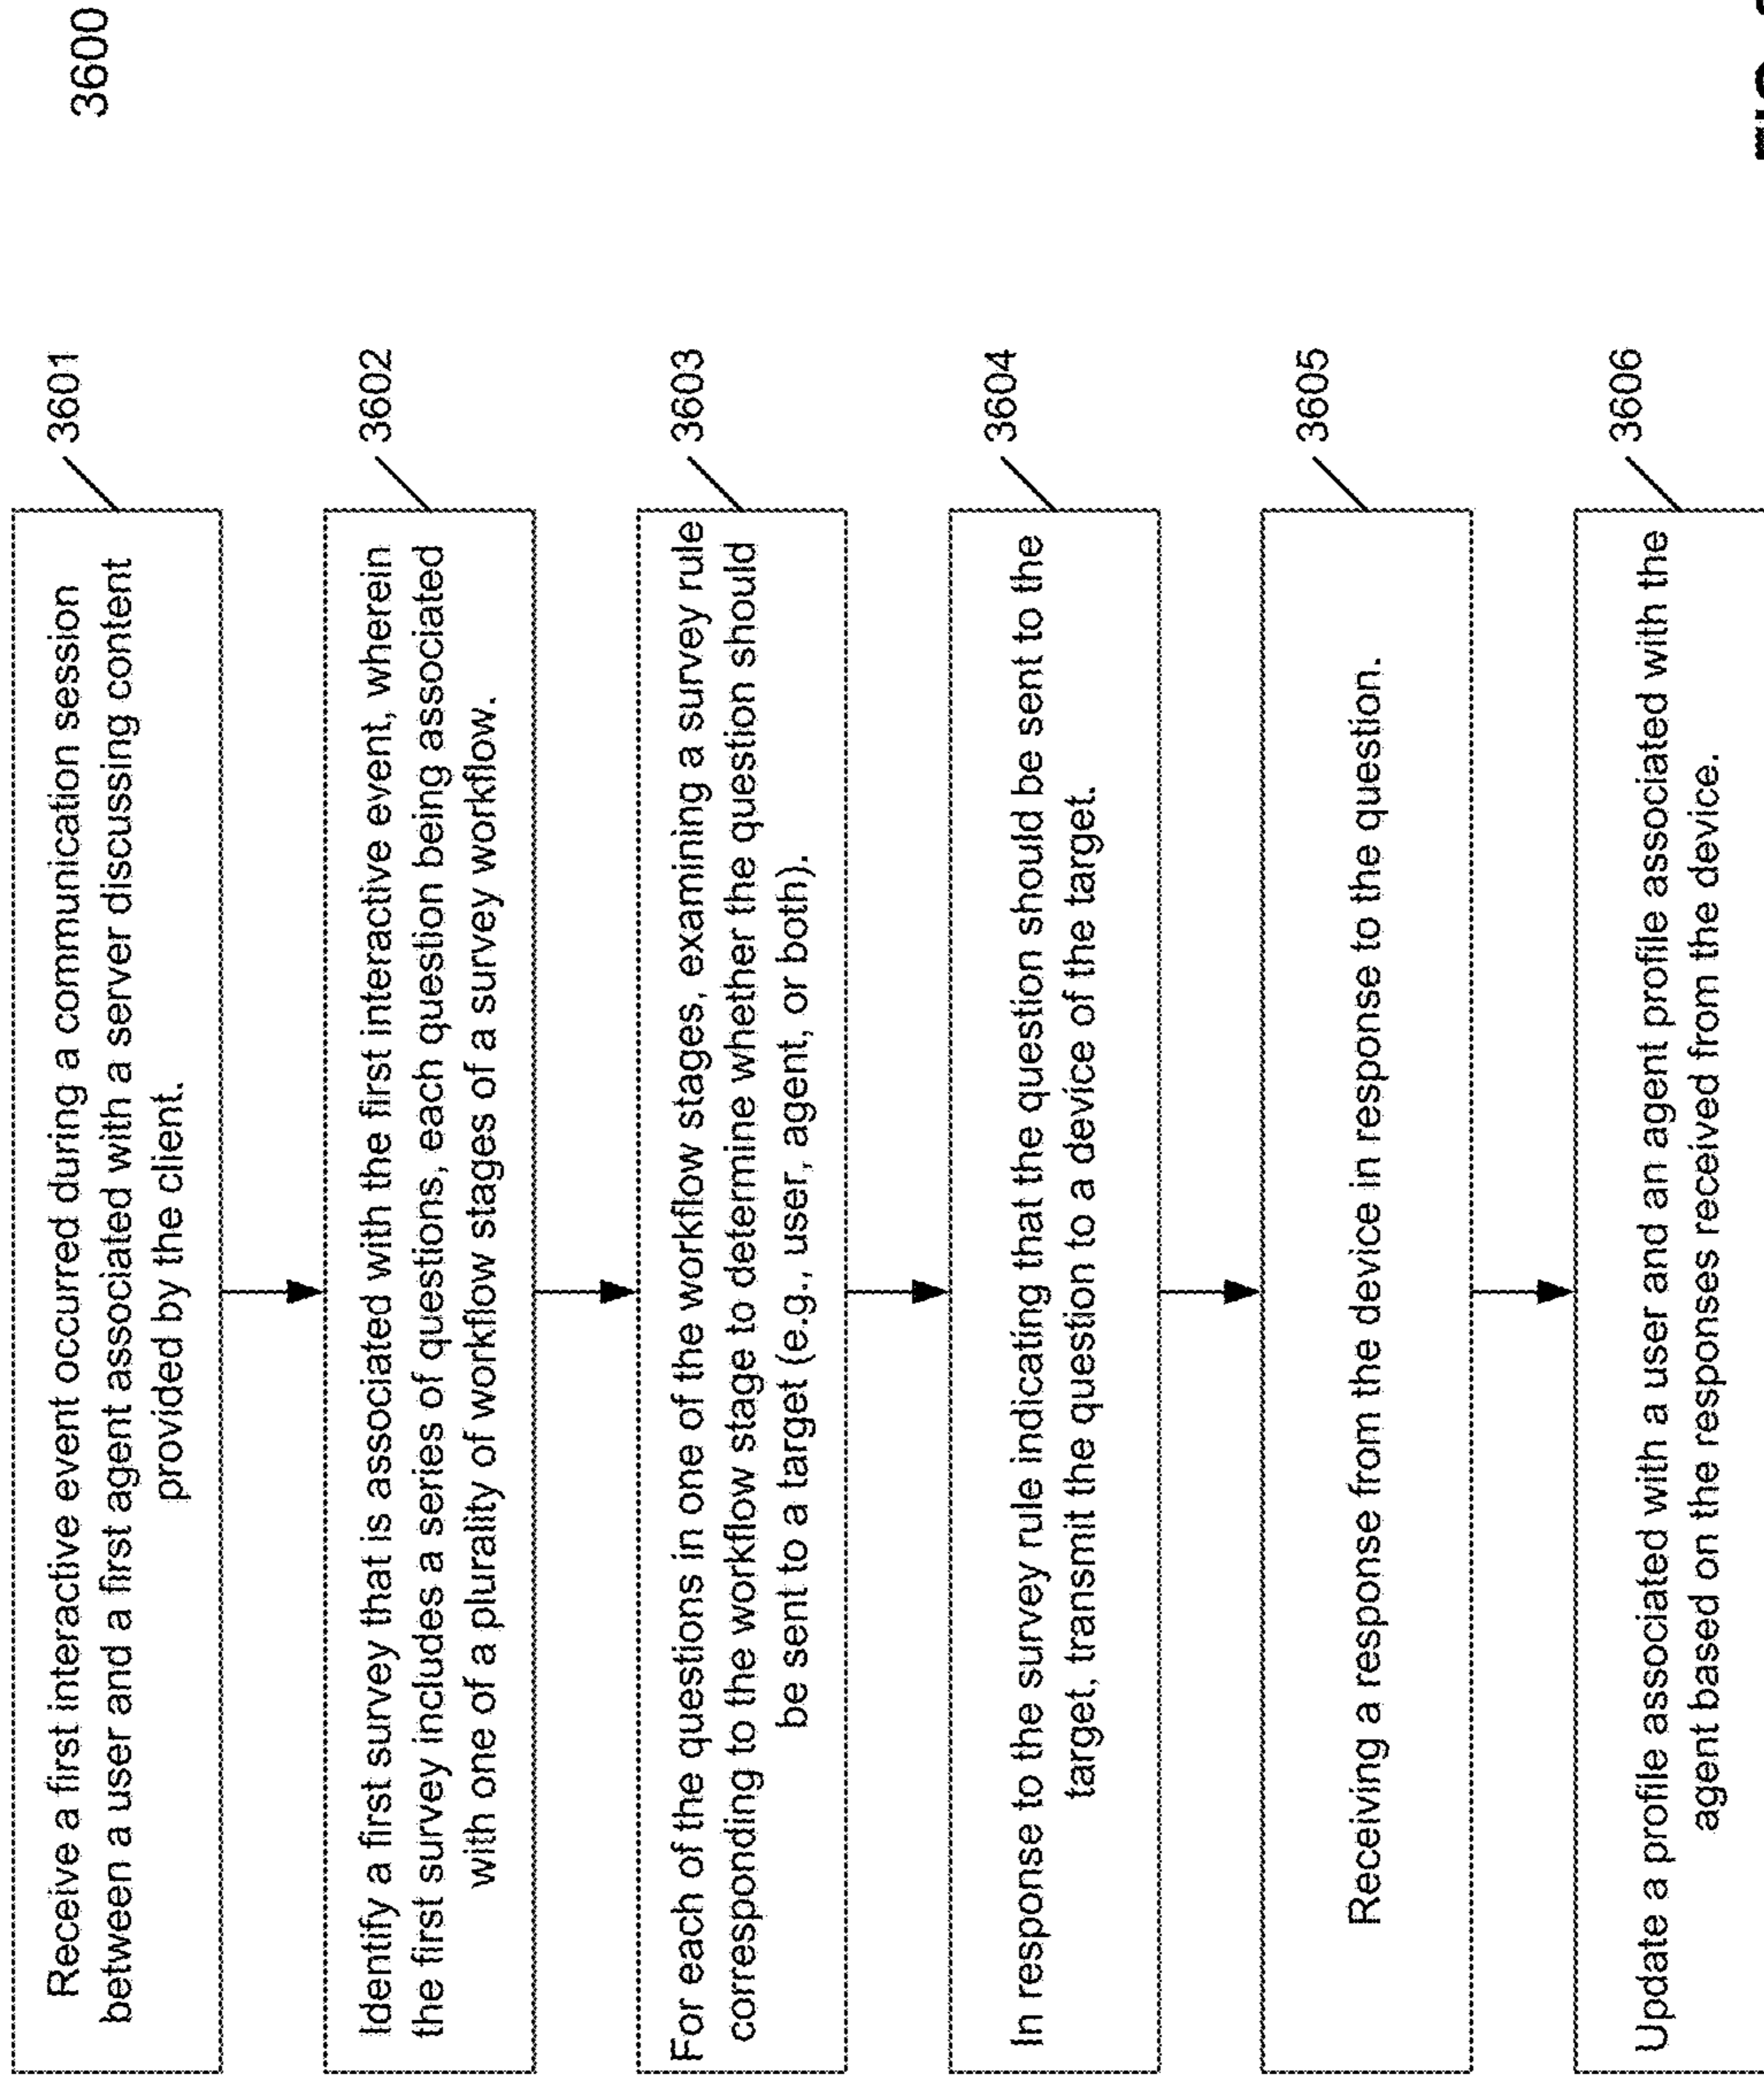 3600
3601
Receive a first interactive event occurred during a communication session
between a user and a first agent associated with a server discussing content
provided by the client.
3602
Identify a first survey that is associated with the first interactive event, wherein
the first survey includes a series of questions, each question being associated
with one of a plurality of workflow stages of a survey workflow.
3603
For each of the questions in one of the workflow stages, examining a survey rule
corresponding to the workflow stage to determine whether the question should
be sent to a target (e.g., user, agent, or both).
3604
In response to the survey rule indicating that the question should be sent to the
target, transmit the question to a device of the target.
3605
Receiving a response from the device in response to the question.
3606
Update a profile associated with a user and an agent profile associated with the
agent based on the responses received from the device.